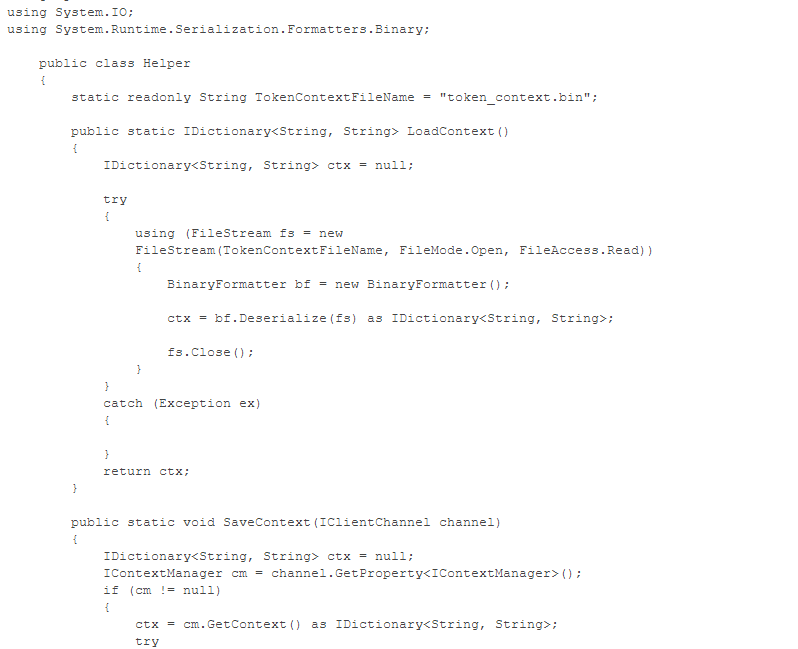 using System.IO;
using System.Runtime.Serialization.Formatters.Binary;
public class Helper
{
static readonly String TokenContextFileName = "token_context.bin";
public static IDictionary<String, String> LoadContext()
{
IDictionary<String, String> ctx = null;
try
{
using (FileStream fs = new
FileStream(TokenContextFileName, FileMode.Open, FileAccess.Read))
{
BinaryFormatter bf = new BinaryFormatter();
ctx = bf.Deserialize(fs) as IDictionary<String, String>;
fs.Close();
}
}
catch (Exception ex)
{
}
return ctx;
}
public static void SaveContext(IClientChannel channel)
{
IDictionary<String, String> ctx = null;
IContextManager cm = channel.GetProperty<IContextManager>();
if (cm != null)
{
ctx = cm.GetContext() as IDictionary<String, String>;
try